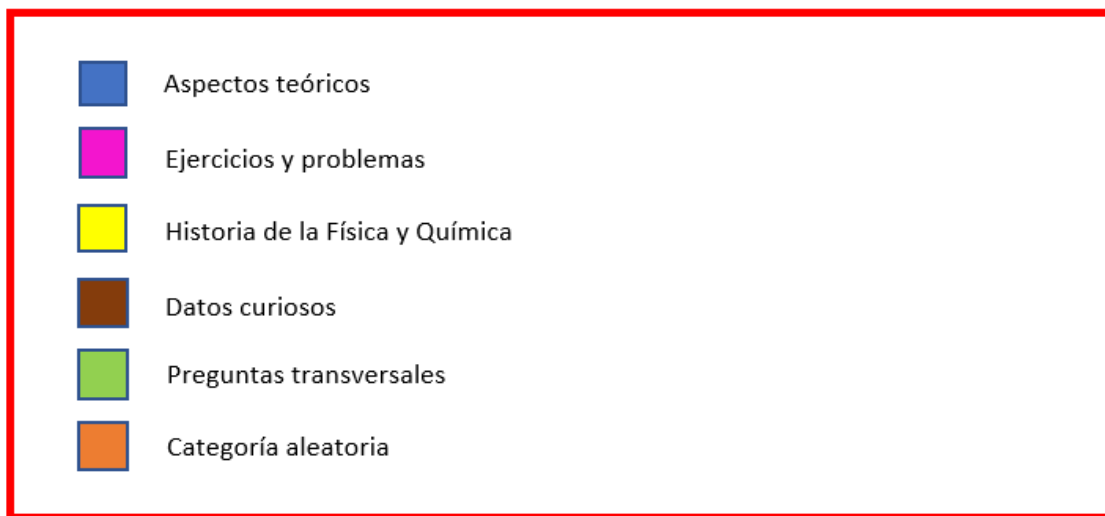 Aspectos teóricos
Ejercicios y problemas
Historia de la Física y Química
Datos curiosos
Preguntas transversales
Categoría aleatoria